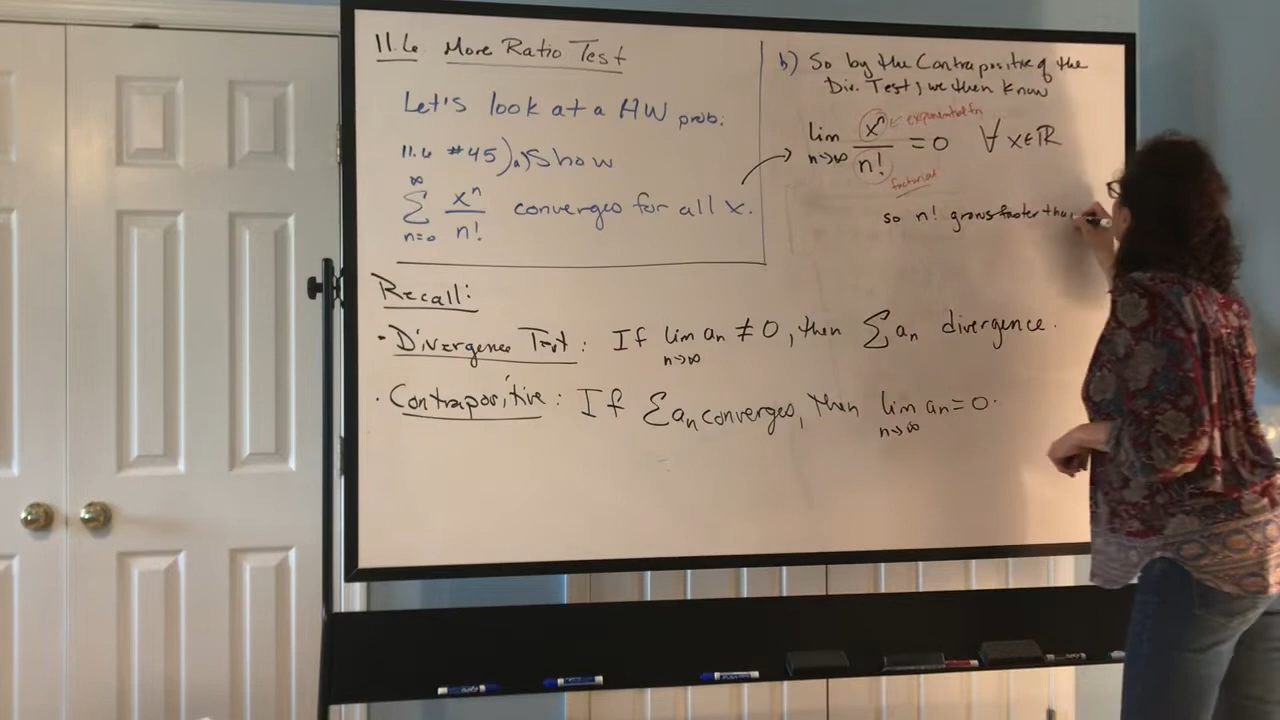 11.6 More Ratio Test
Let's look at a HW prob.
11.6 #45) a) Show
∞
∑ xⁿ/n! converges for all x.
n=0
b) So by the Contrapositive of the
Div. Test, we then know
lim xⁿ/n! = 0 ∀ x∈ℝ
n→∞
← exponential fn
factorial
so n! grows faster tha
Recall:
· Divergence Test: If lim aₙ ≠ 0, then ∑ aₙ divergence.
n→∞
· Contrapositive: If ∑aₙ converges, then lim aₙ = 0.
n→∞